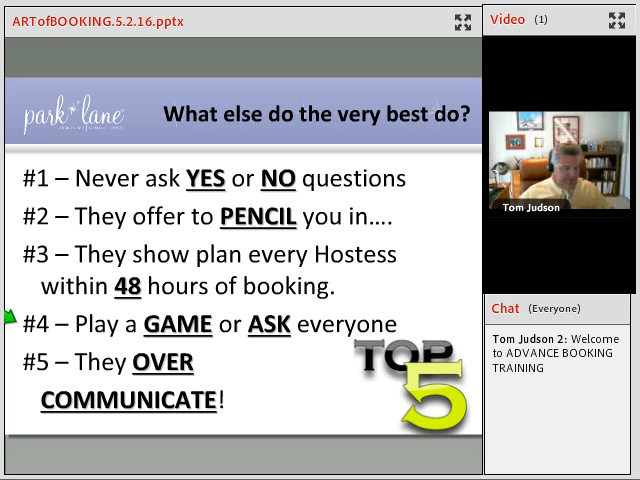 ARTofBOOKING.5.2.16.pptx
Video (1)
park lane
What else do the very best do?
#1 – Never ask YES or NO questions
#2 – They offer to PENCIL you in....
#3 – They show plan every Hostess
within 48 hours of booking.
#4 – Play a GAME or ASK everyone
#5 – They OVER
COMMUNICATE!
TOP
5
Tom Judson
Chat (Everyone)
Tom Judson 2: Welcome
to ADVANCE BOOKING
TRAINING